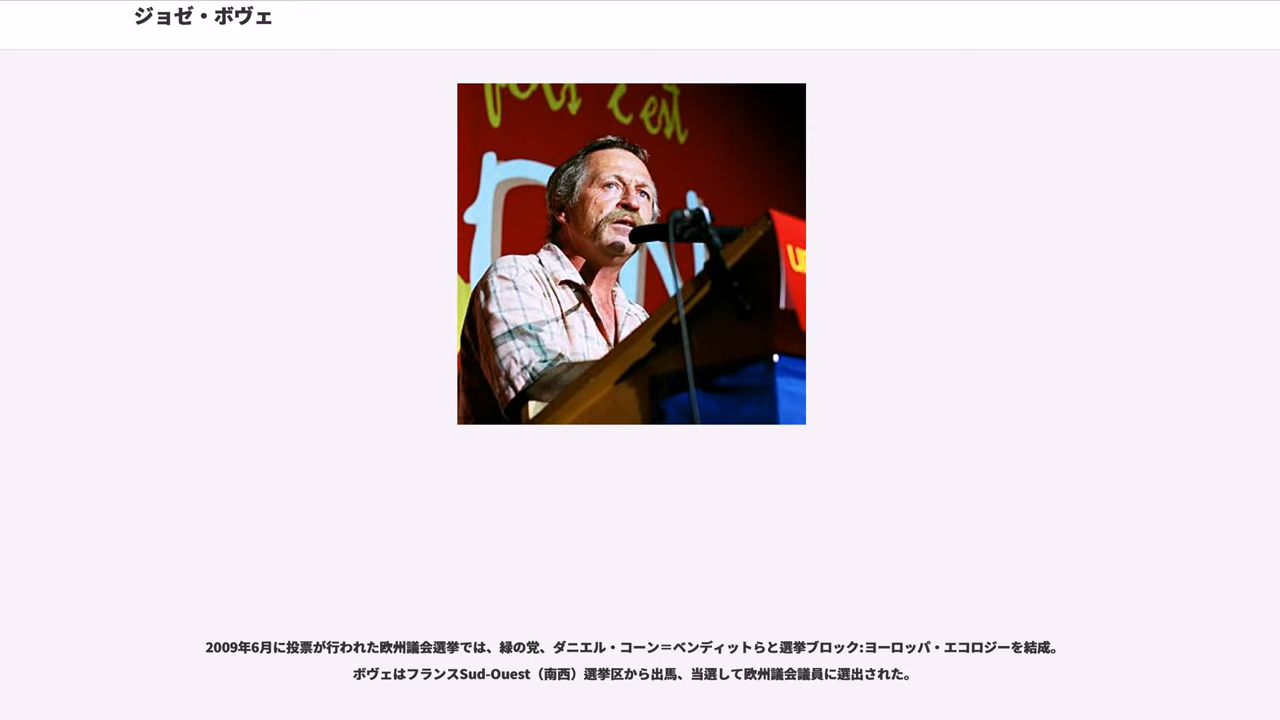 ジョゼ・ボヴェ
c'est
2009年6月に投票が行われた欧州議会選挙では、緑の党、ダニエル・コーン=ベンディットらと選挙ブロック:ヨーロッパ・エコロジーを結成。
ボヴェはフランスSud-Ouest（南西）選挙区から出馬、当選して欧州議会議員に選出された。